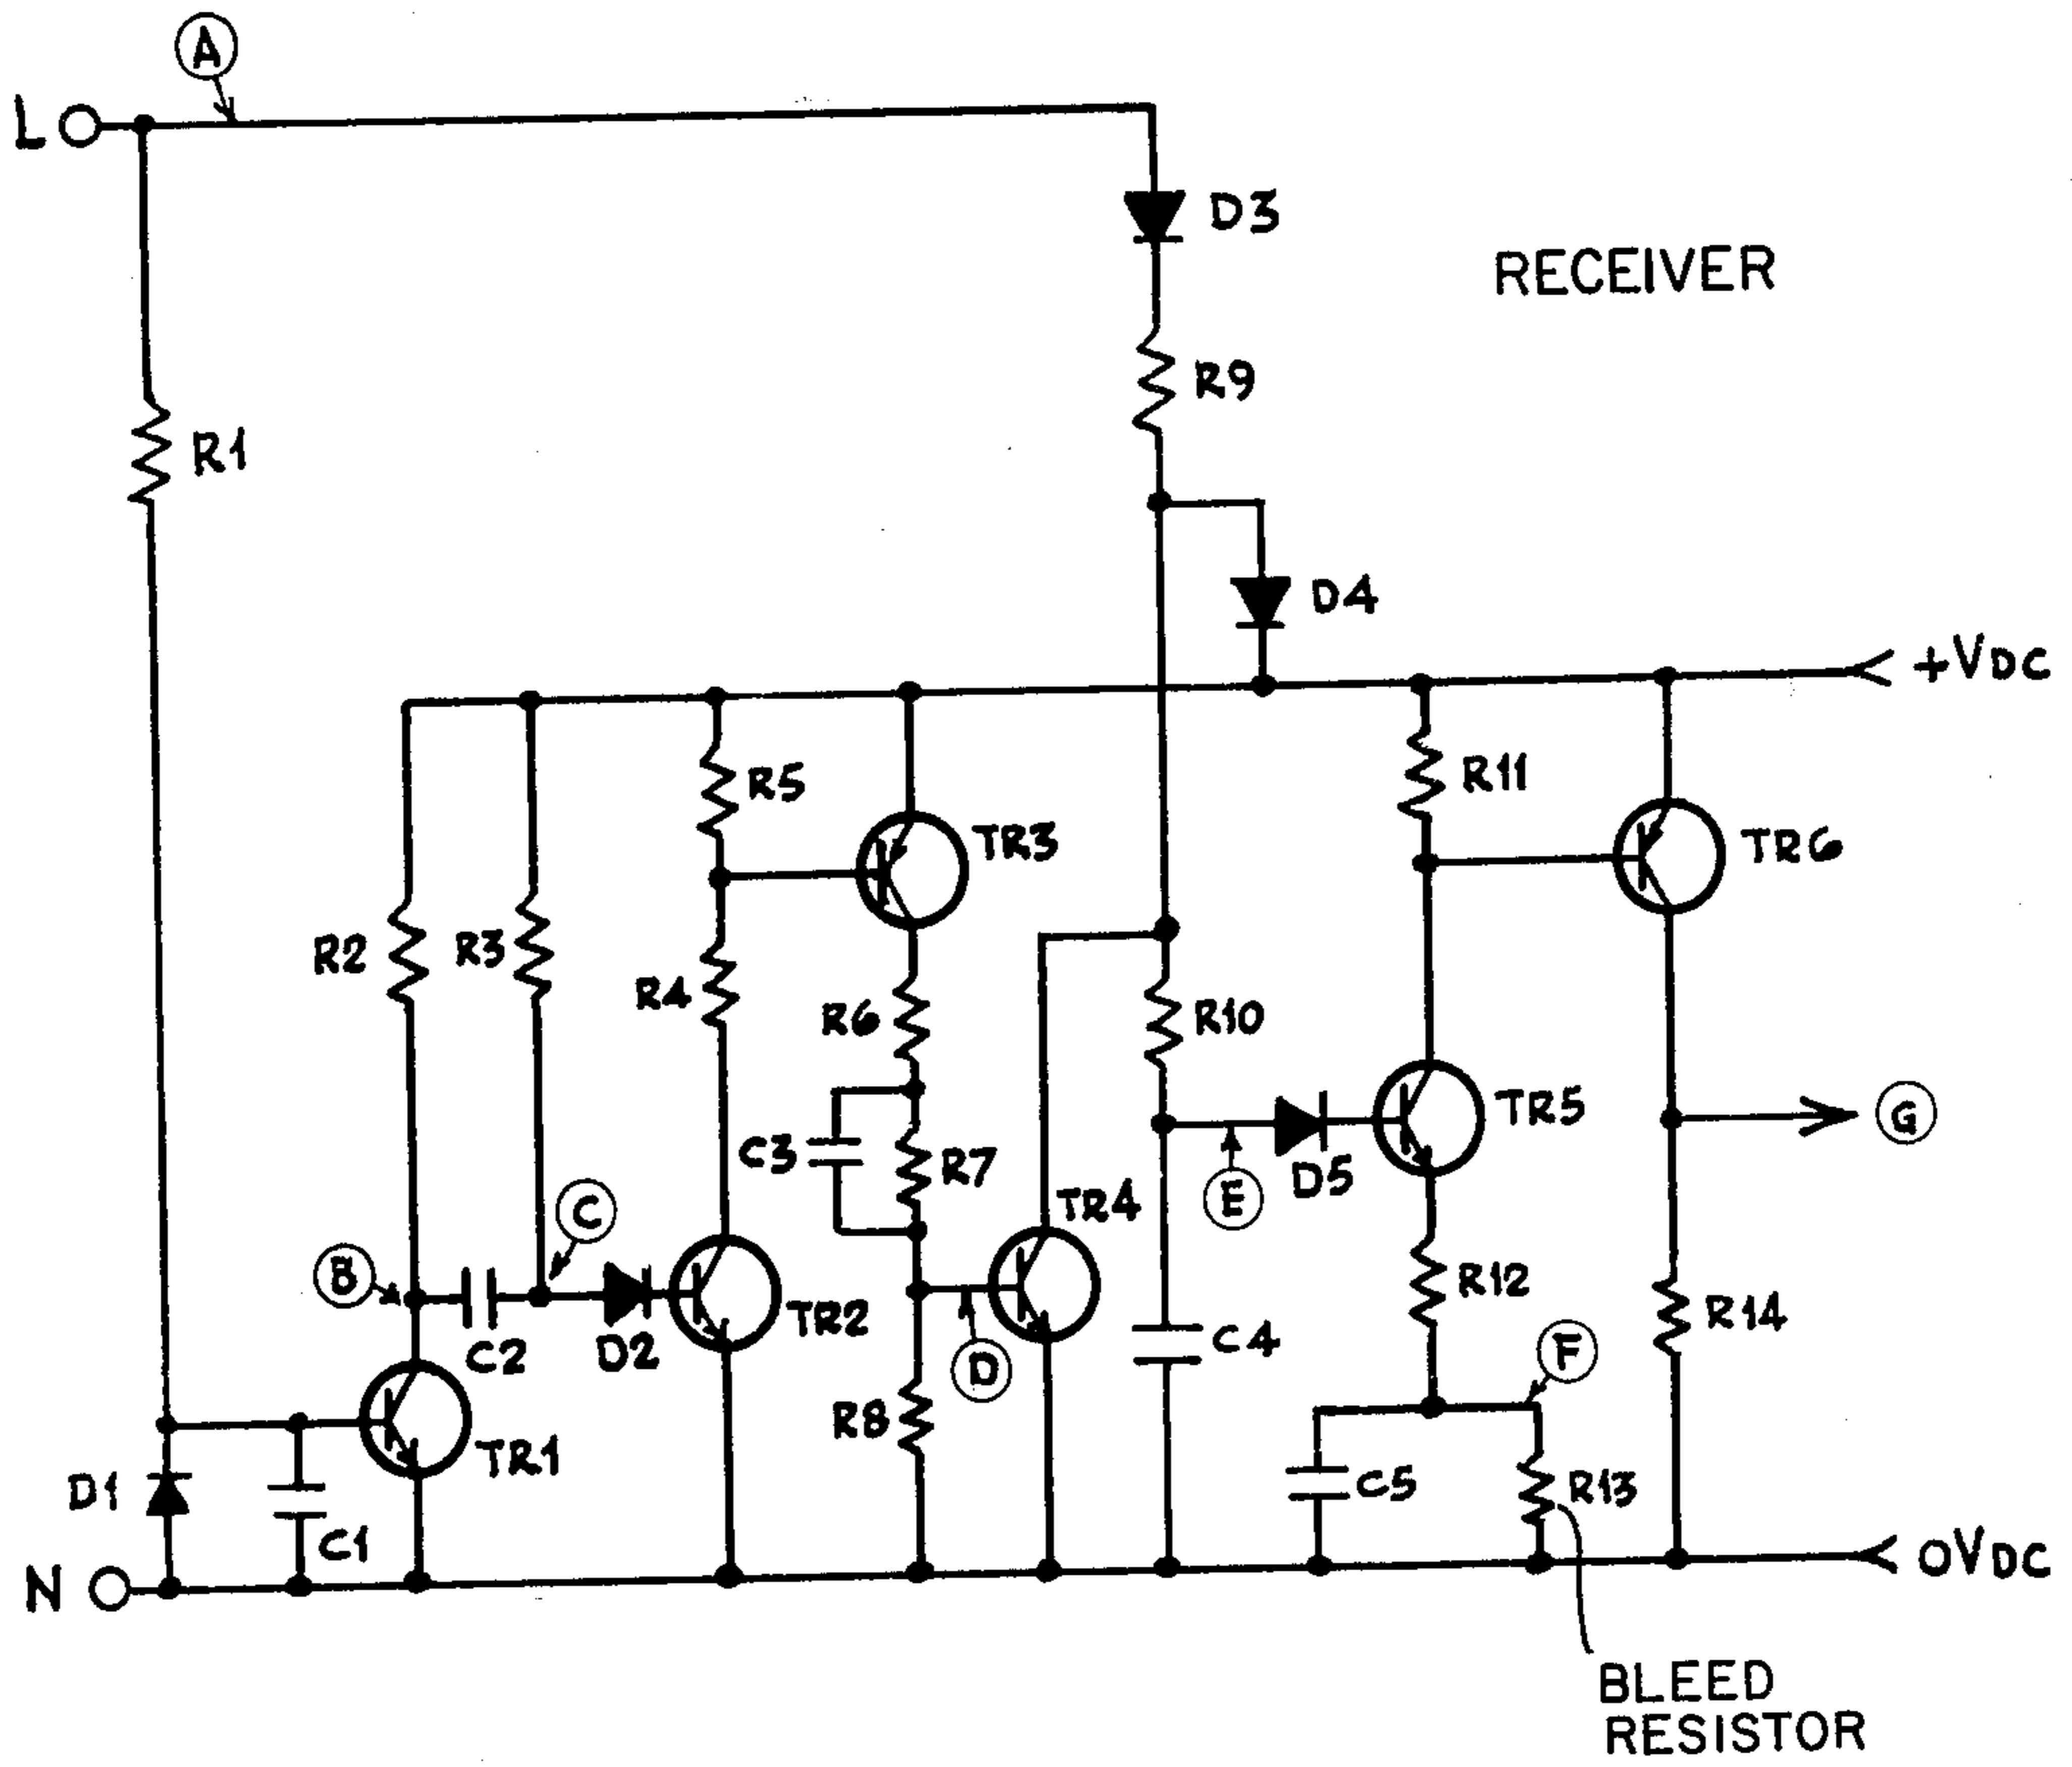 A
L
D3
RECEIVER
R9
R1
D4
+VDC
R5
R11
TR3
TR6
R2
R3
R4
R6
R10
C3
R7
TR5
G
D5
E
TR4
C
B
R12
C2
D2
TR2
D
C4
R14
F
R8
TR1
D1
C1
C5
R13
N
0VDC
BLEED
RESISTOR